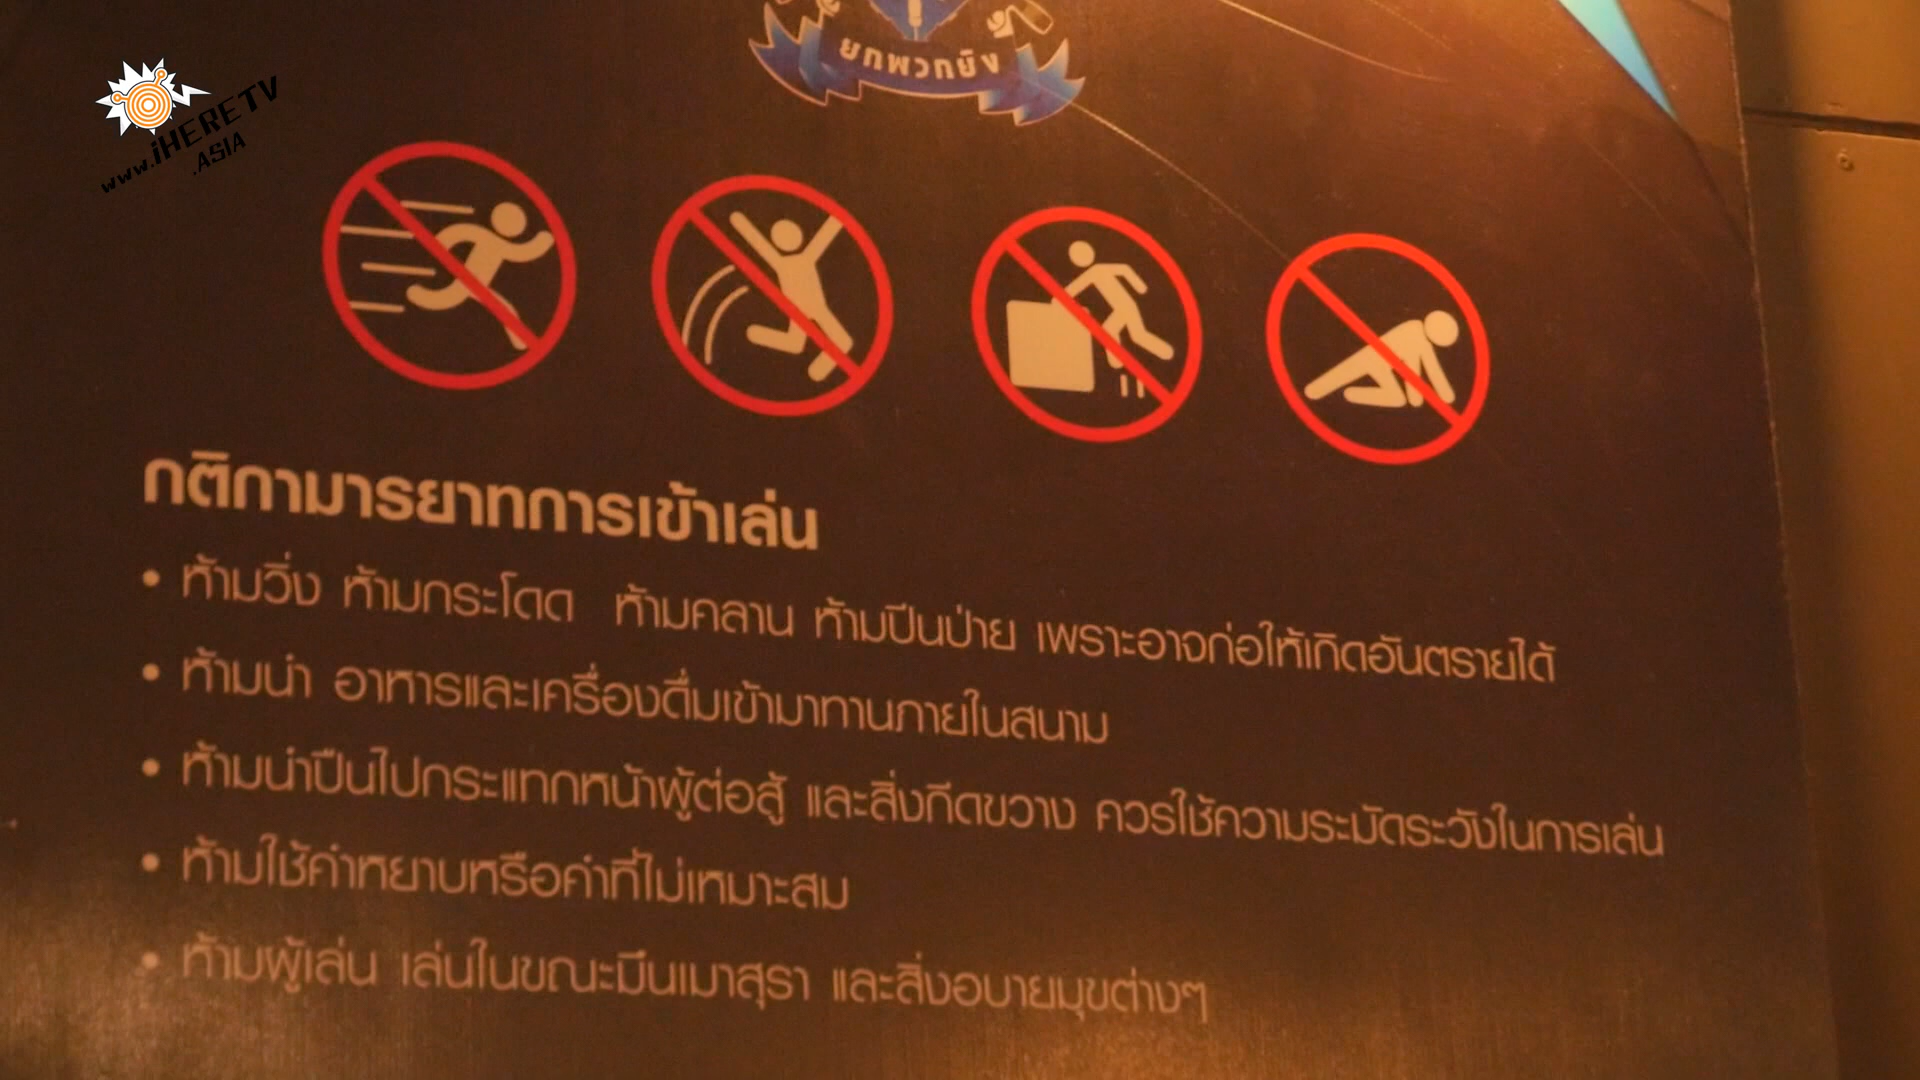 ยกพวกยิง
www.iHERETV
.ASIA
กติกามารยาทการเข้าเล่น
• ห้ามวิ่ง ห้ามกระโดด ห้ามคลาน ห้ามปีนป่าย เพราะอาจก่อให้เกิดอันตรายได้
• ห้ามนำ อาหารและเครื่องดื่มเข้ามาทานภายในสนาม
• ห้ามนำปืนไปกระแทกหน้าผู้ต่อสู้ และสิ่งกีดขวาง ควรใช้ความระมัดระวังในการเล่น
• ห้ามใช้คำหยาบหรือคำที่ไม่เหมาะสม
• ห้ามผู้เล่น เล่นในขณะมึนเมาสุรา และสิ่งอบายมุขต่างๆ